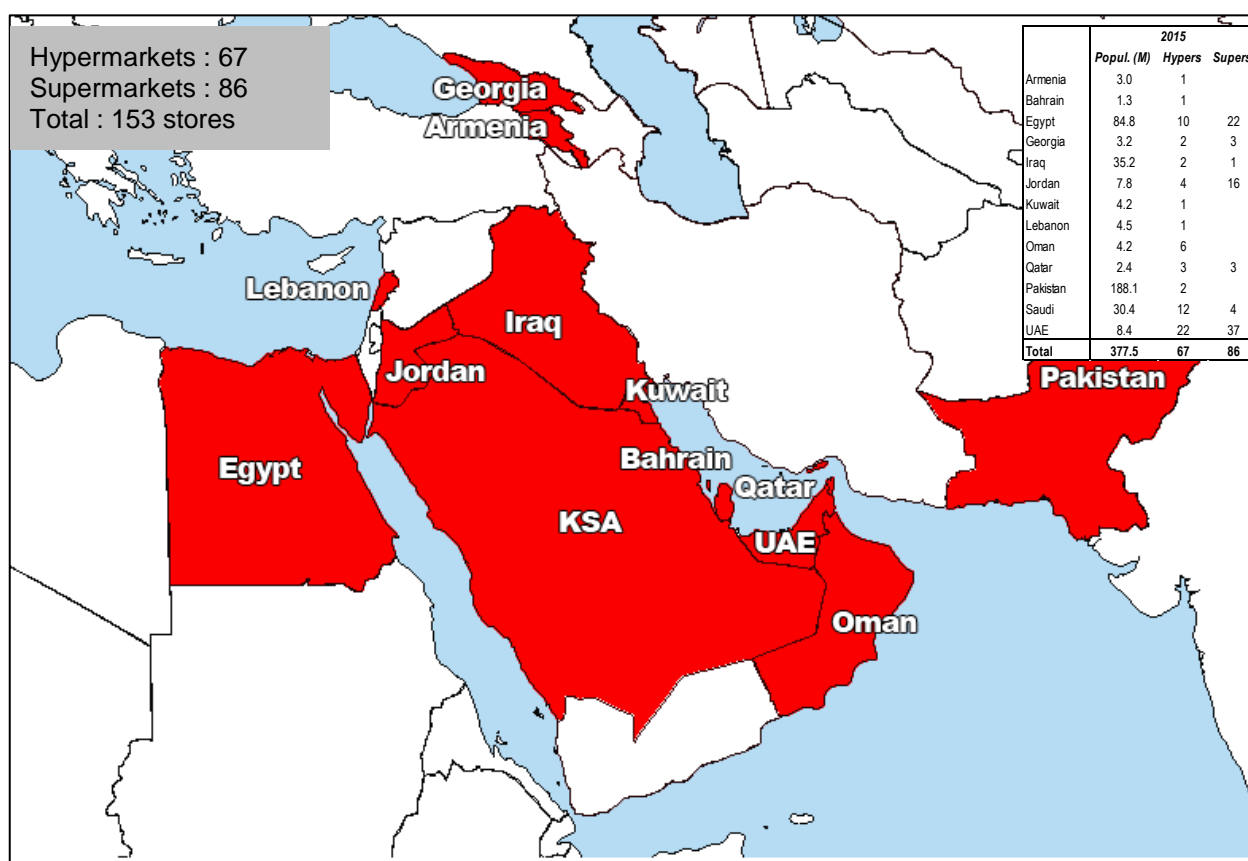 Hypermarkets : 67
Supermarkets : 86
Total : 153 stores
2015
Popul. (M) Hypers Supers
Armenia 3.0 1
Bahrain 1.3 1
Egypt 84.8 10 22
Georgia 3.2 2 3
Iraq 35.2 2 1
Jordan 7.8 4 16
Kuwait 4.2 1
Lebanon 4.5 1
Oman 4.2 6
Qatar 2.4 3 3
Pakistan 188.1 2
Saudi 30.4 12 4
UAE 8.4 22 37
Total 377.5 67 86
Georgia
Armenia
Lebanon
Iraq
Jordan
Pakistan
Kuwait
Egypt
Bahrain
Qatar
KSA
UAE
Oman